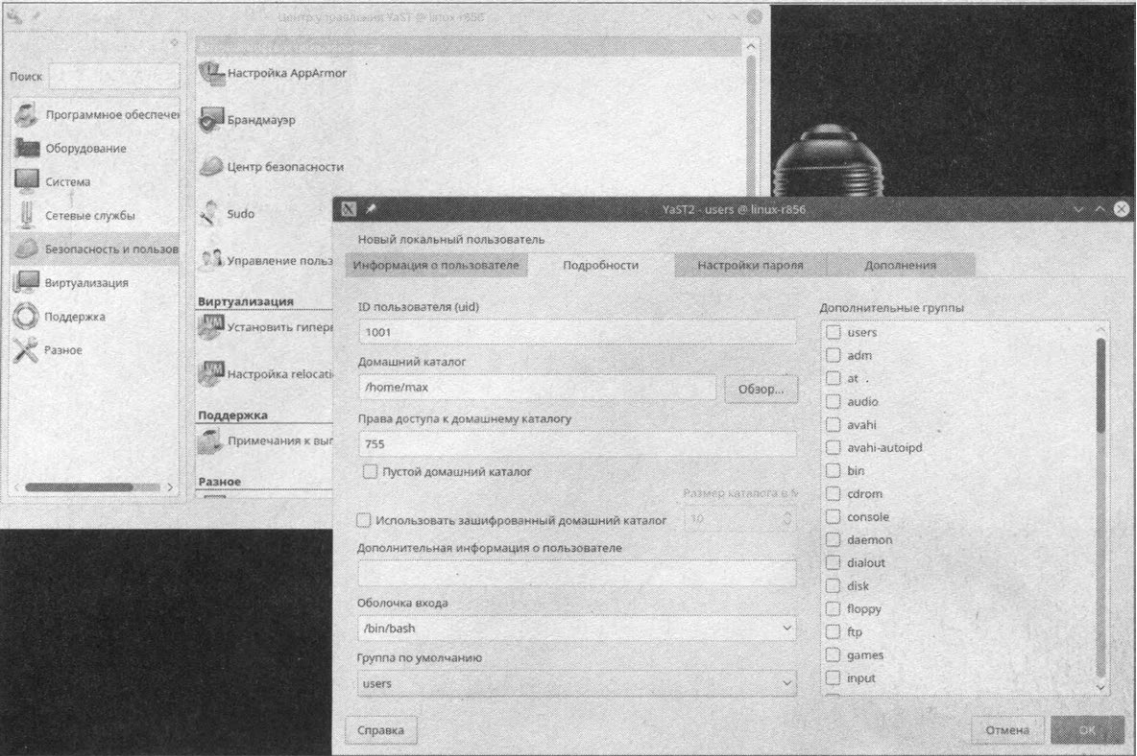 Центр управления YaST @ linux-r856
Поиск
Программное обеспечен
Оборудование
Система
Сетевые службы
Безопасность и пользов
Виртуализация
Поддержка
Разное
Настройка AppArmor
Брандмауэр
Центр безопасности
Sudo
Управление польз
Виртуализация
Установить гипер
Настройка relocati
Поддержка
Примечания к вып
Разное
YaST2 - users @ linux-r856
Новый локальный пользователь
Информация о пользователе
Подробности
Настройки пароля
Дополнения
ID пользователя (uid)
1001
Домашний каталог
/home/max
Обзор...
Права доступа к домашнему каталогу
755
Пустой домашний каталог
Размер каталога в М
Использовать зашифрованный домашний каталог
10
Дополнительная информация о пользователе
Оболочка входа
/bin/bash
Группа по умолчанию
users
Дополнительные группы
users
adm
at
audio
avahi
avahi-autoipd
bin
cdrom
console
daemon
dialout
disk
floppy
ftp
games
input
Справка
Отмена
OK